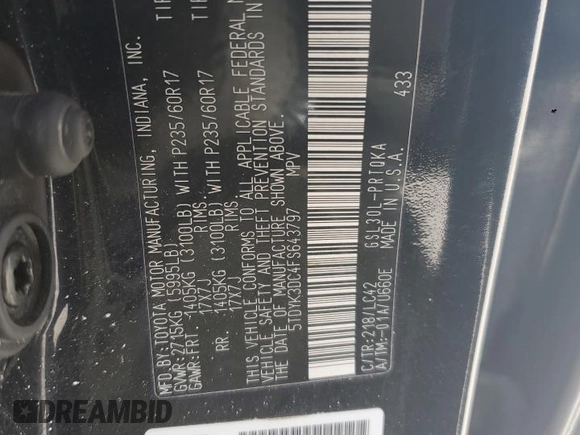 MFD.BY:TOYOTA MOTOR MANUFACTURING, INDIANA, INC.
GVWR:2715KG (5995LB)
GAWR:FRT. 1405KG (3100LB) WITH P235/60R17 TIR
17X7J RIMS,
RR. 1405KG (3100LB) WITH P235/60R17 TIR
17X7J RIMS,
THIS VEHICLE CONFORMS TO ALL APPLICABLE FEDERAL M
VEHICLE SAFETY AND THEFT PREVENTION STANDARDS IN
THE DATE OF MANUFACTURE SHOWN ABOVE.
5TDYK3DC4FS643797 MPV
433
C/TR:218/LC42 GSL30L-PRTQKA
A/TM:-01A/U660E MADE IN U.S.A.
DREAMBID